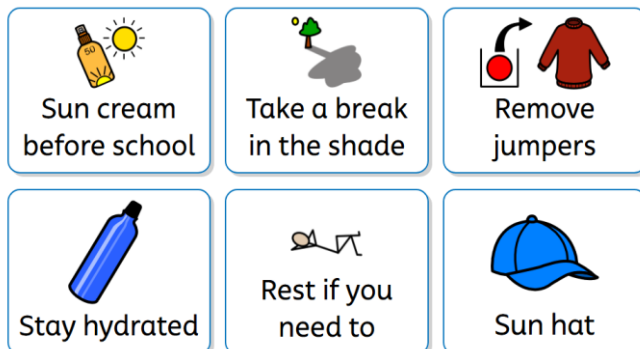 50
Sun cream
before school
Take a break
in the shade
Remove
jumpers
Stay hydrated
Rest if you
need to
Sun hat